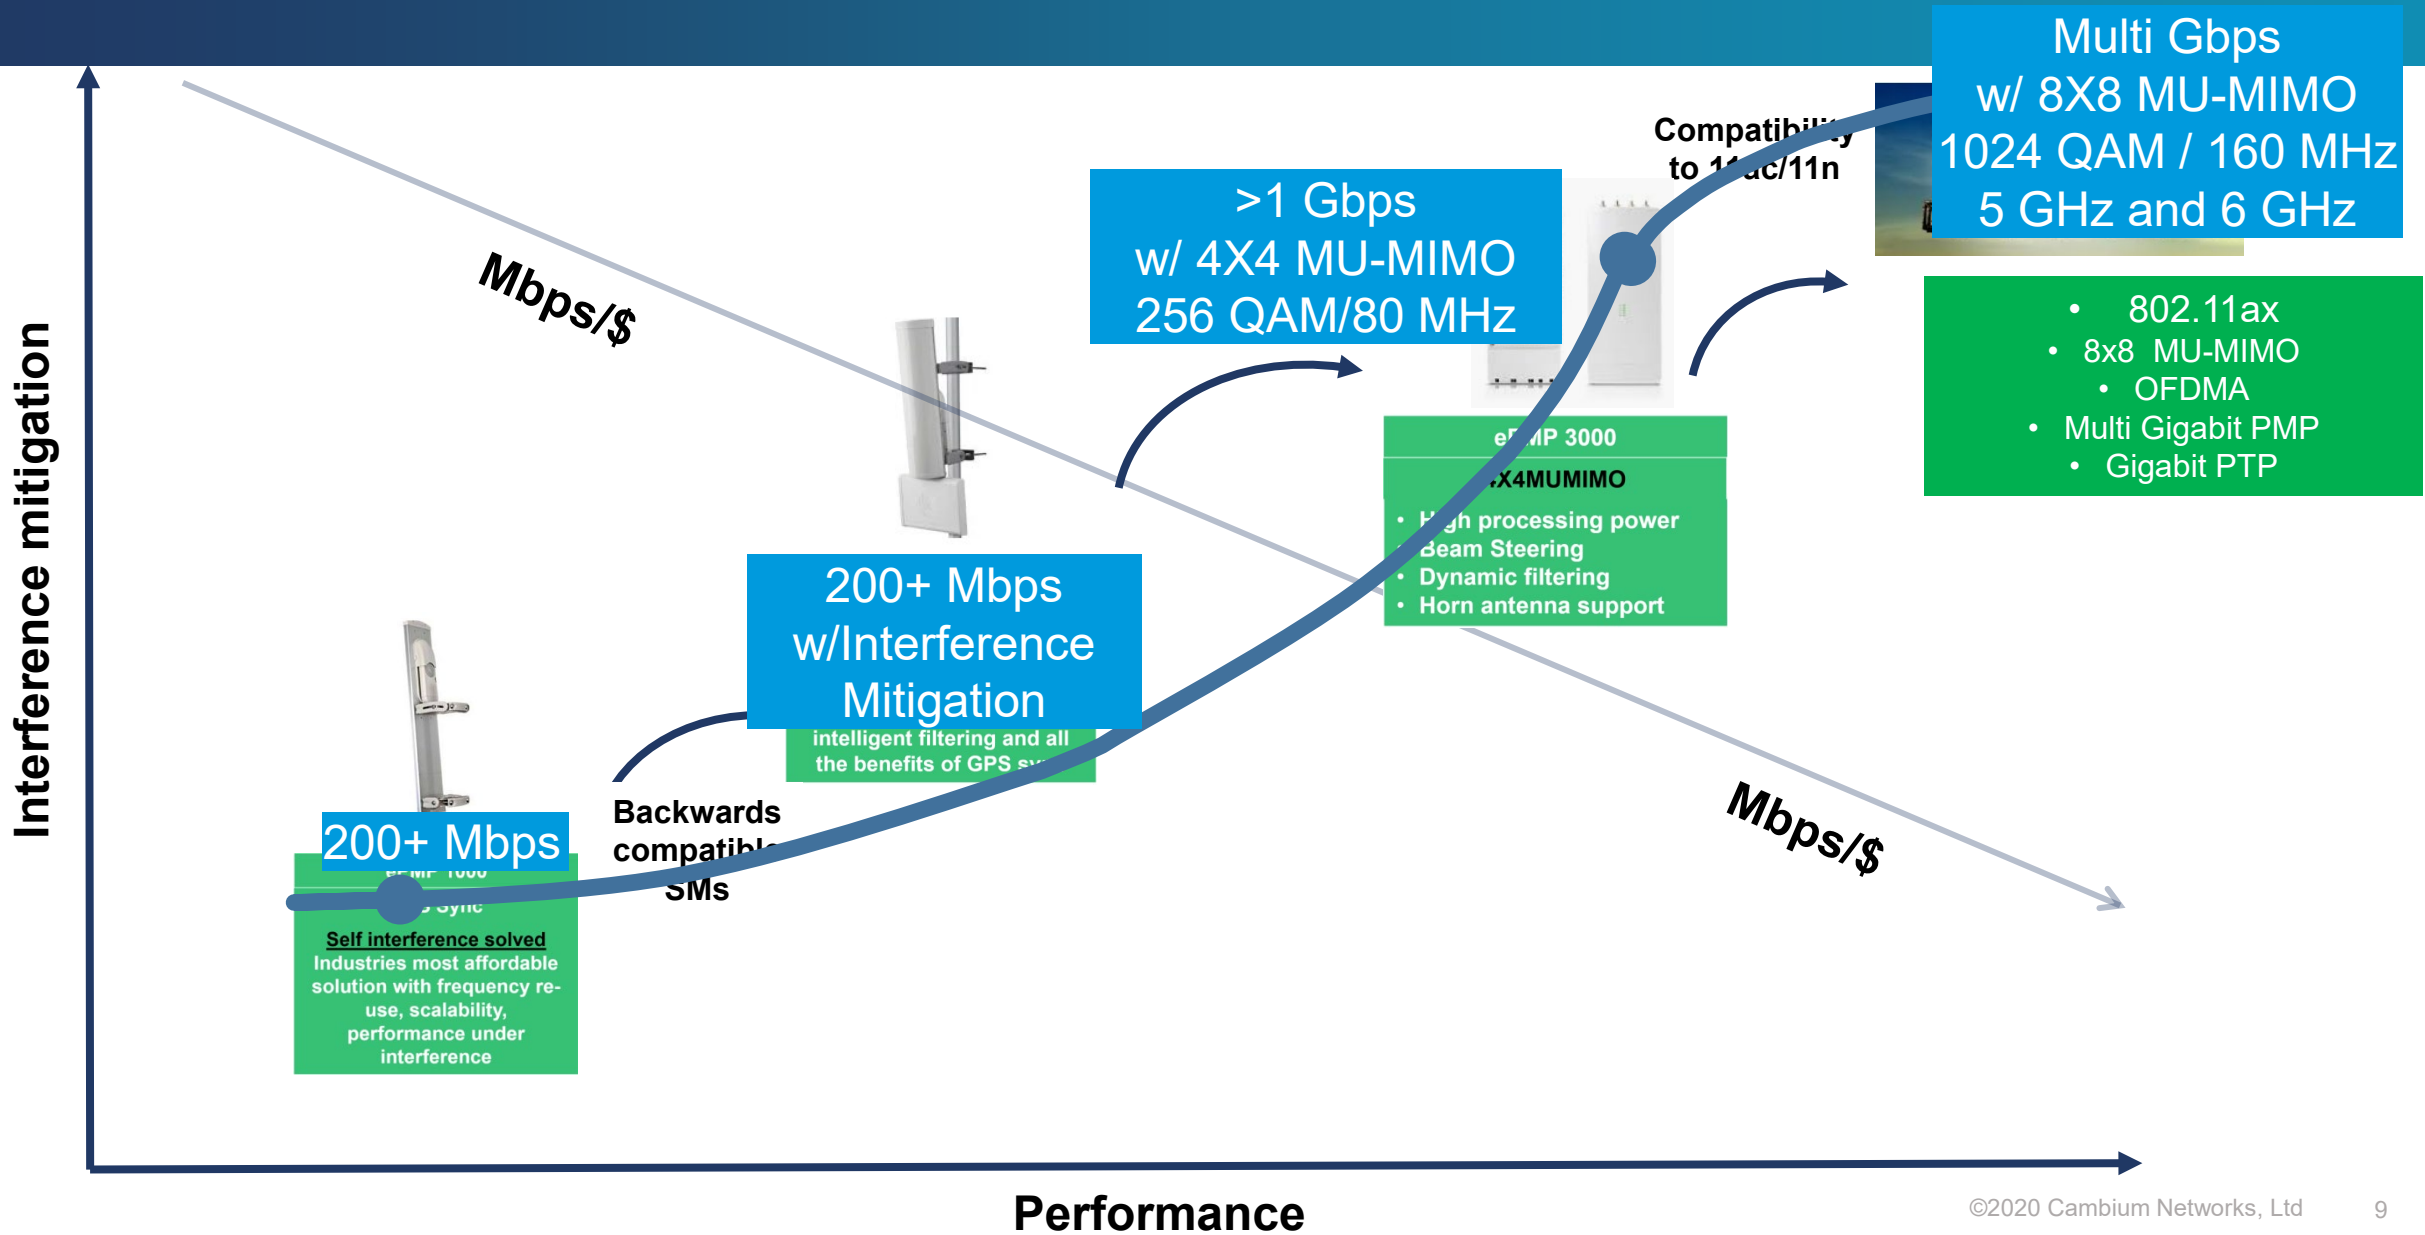 Multi Gbps
w/ 8X8 MU-MIMO
1024 QAM / 160 MHz
5 GHz and 6 GHz
Compatibility
to 11ac/11n
>1 Gbps
w/ 4X4 MU-MIMO
256 QAM/80 MHz
Mbps/$
• 802.11ax
• 8x8 MU-MIMO
• OFDMA
• Multi Gigabit PMP
• Gigabit PTP
Interference mitigation
ePMP 3000
4X4MUMIMO
• High processing power
• Beam Steering
• Dynamic filtering
• Horn antenna support
200+ Mbps
w/Interference
Mitigation
intelligent filtering and all
the benefits of GPS
Backwards
compatible
SMs
Mbps/$
200+ Mbps
ePMP 1000
Sync
Self interference solved
Industries most affordable
solution with frequency re-
use, scalability,
performance under
interference
Performance
©2020 Cambium Networks, Ltd
9